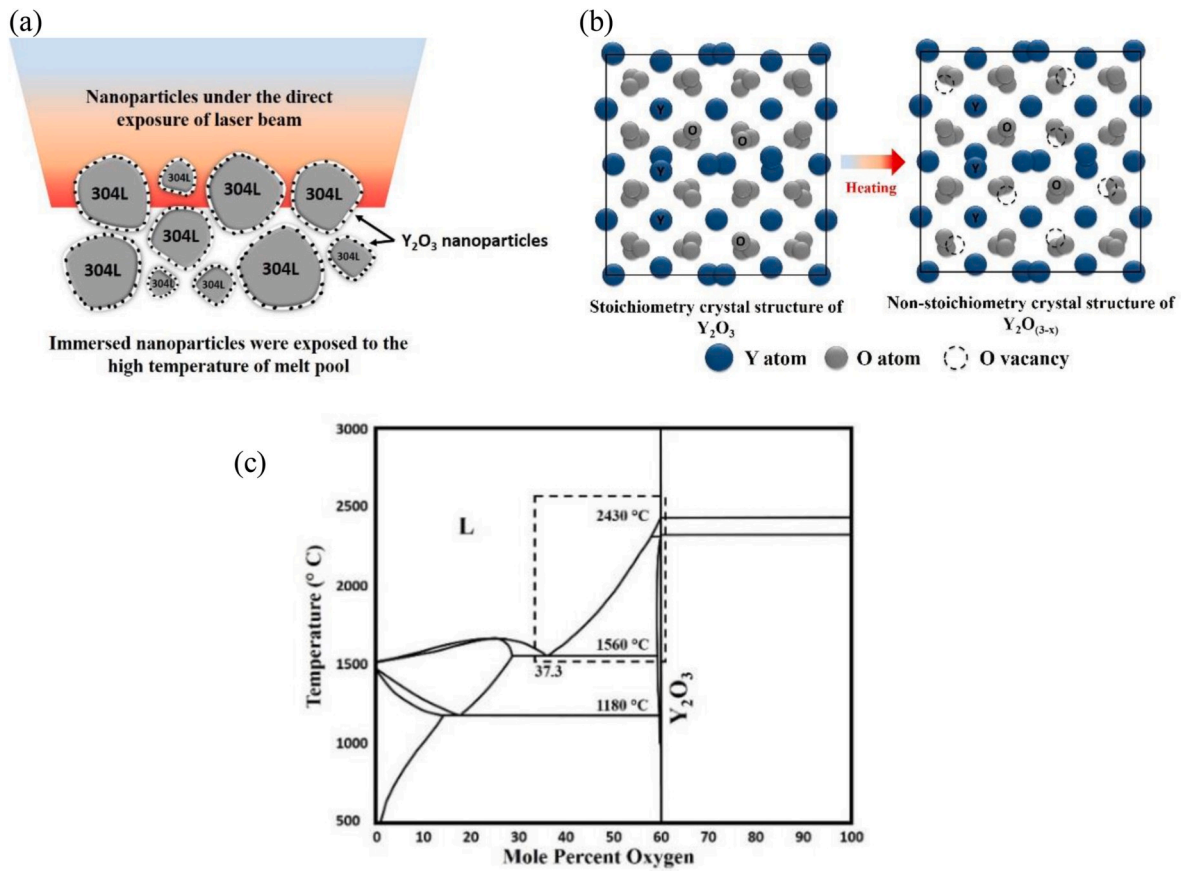 (a)
Nanoparticles under the direct
exposure of laser beam
304L
304L
304L
304L
304L
304L
304L
304L
304L
304L
Y₂O₃ nanoparticles
Immersed nanoparticles were exposed to the
high temperature of melt pool
(b)
Y
O
O
Y
Y
O
Heating
Y
O
Y
O
Y
Stoichiometry crystal structure of
Y₂O₃
Non-stoichiometry crystal structure of
Y₂O₍₃₋ₓ₎
Y atom
O atom
O vacancy
(c)
3000
2500
2000
1500
1000
500
Temperature (° C)
L
2430 °C
1560 °C
37.3
1180 °C
Y₂O₃
0 10 20 30 40 50 60 70 80 90 100
Mole Percent Oxygen